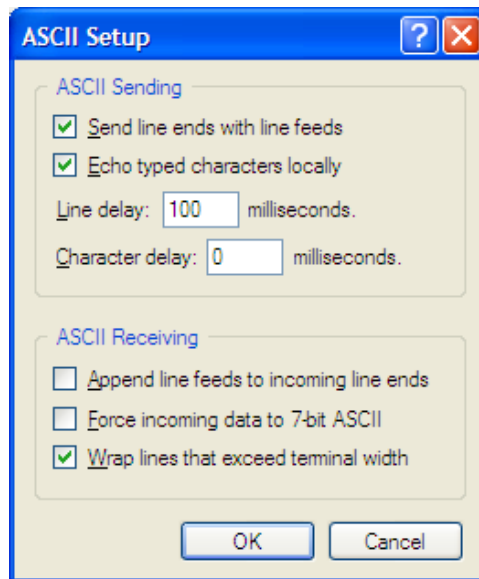 ASCII Setup
ASCII Sending
Send line ends with line feeds
Echo typed characters locally
Line delay: 100 milliseconds.
Character delay: 0 milliseconds.
ASCII Receiving
Append line feeds to incoming line ends
Force incoming data to 7-bit ASCII
Wrap lines that exceed terminal width
OK Cancel